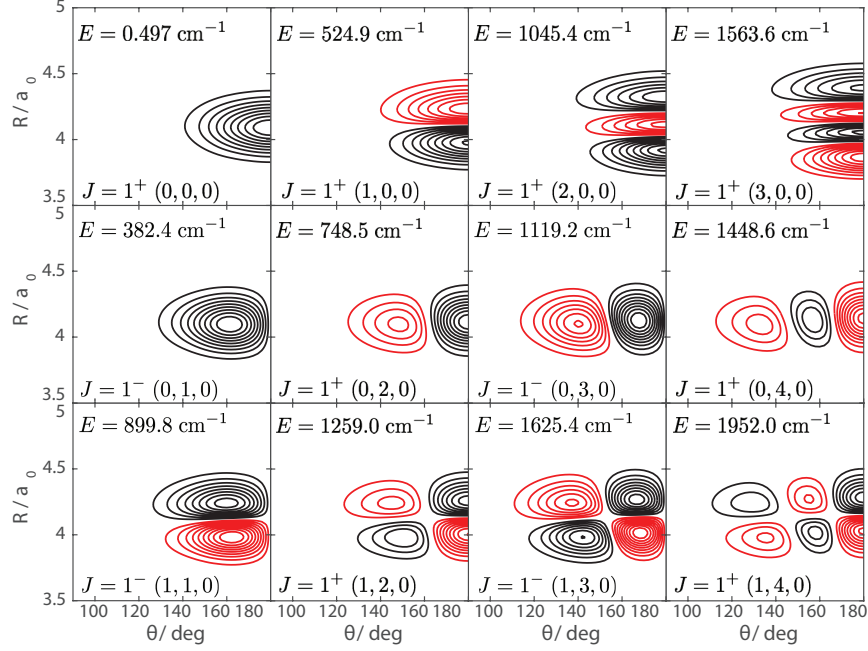 5
4.5
4
3.5
R / a₀
E = 0.497 cm⁻¹
J = 1⁺ (0, 0, 0)
E = 524.9 cm⁻¹
J = 1⁺ (1, 0, 0)
E = 1045.4 cm⁻¹
J = 1⁺ (2, 0, 0)
E = 1563.6 cm⁻¹
J = 1⁺ (3, 0, 0)
5
4.5
4
3.5
R / a₀
E = 382.4 cm⁻¹
J = 1⁻ (0, 1, 0)
E = 748.5 cm⁻¹
J = 1⁺ (0, 2, 0)
E = 1119.2 cm⁻¹
J = 1⁻ (0, 3, 0)
E = 1448.6 cm⁻¹
J = 1⁺ (0, 4, 0)
5
4.5
4
3.5
R / a₀
E = 899.8 cm⁻¹
J = 1⁻ (1, 1, 0)
E = 1259.0 cm⁻¹
J = 1⁺ (1, 2, 0)
E = 1625.4 cm⁻¹
J = 1⁻ (1, 3, 0)
E = 1952.0 cm⁻¹
J = 1⁺ (1, 4, 0)
100 120 140 160 180
100 120 140 160 180
100 120 140 160 180
100 120 140 160 180
θ/ deg
θ/ deg
θ/ deg
θ/ deg